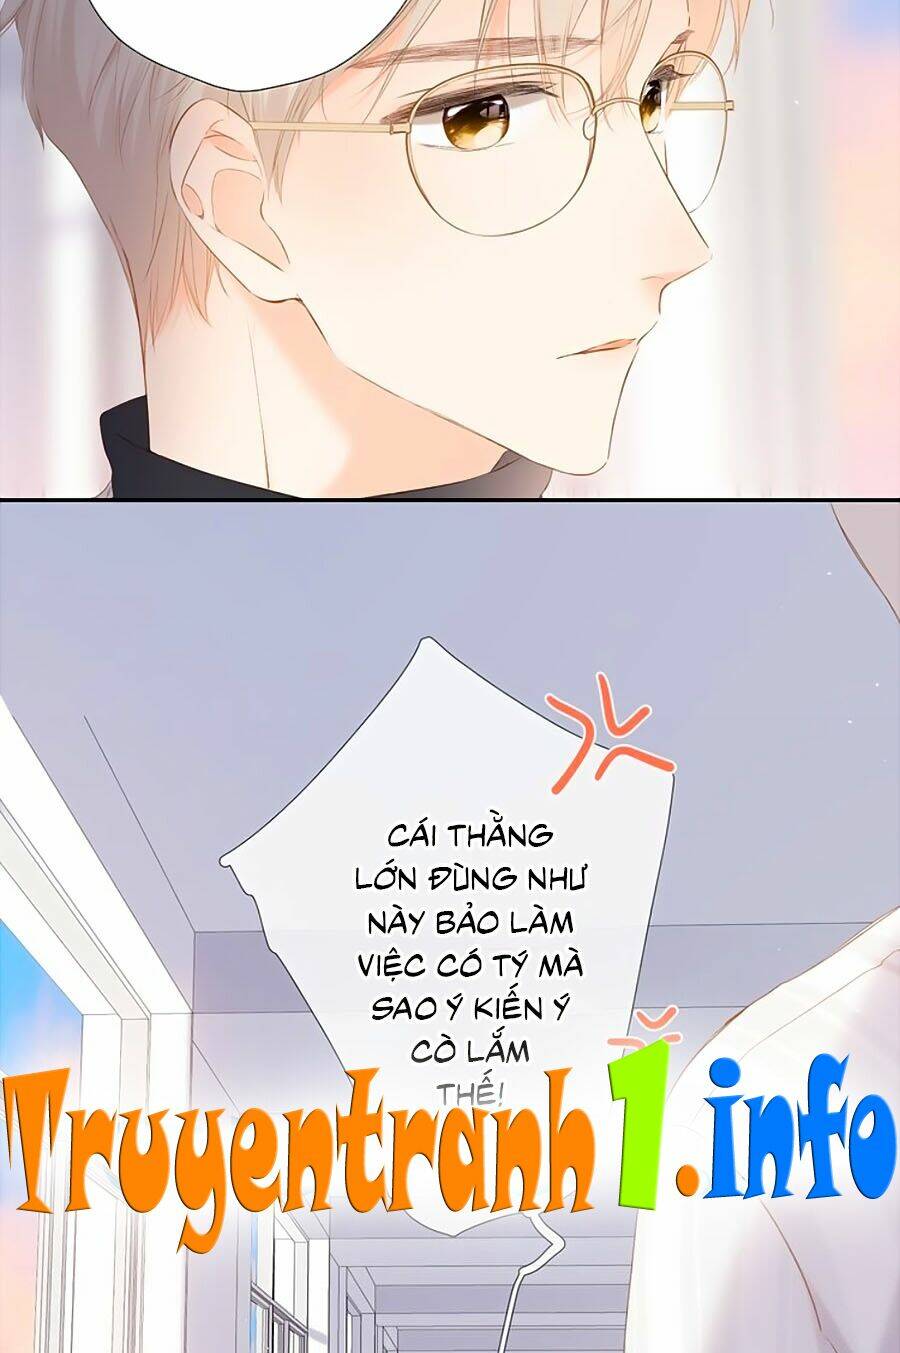 CÁI THẰNG
LỚN ĐÙNG NHƯ
NÀY BẢO LÀM
VIỆC CÓ TÝ MÀ
SAO Ý KIẾN Ý
CÒ LẮM
THẾ!
Truyentranh1.info